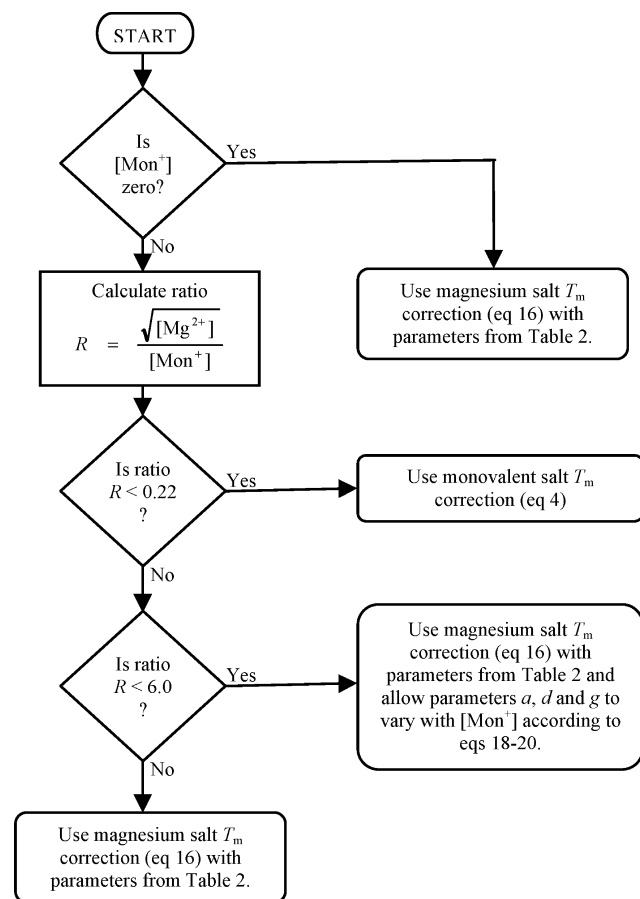 START
Is
[Mon⁺]
zero?
Yes
No
Use magnesium salt Tₘ
correction (eq 16) with
parameters from Table 2.
Calculate ratio
R = √[Mg²⁺] / [Mon⁺]
Is ratio
R < 0.22
?
Yes
No
Use monovalent salt Tₘ
correction (eq 4)
Is ratio
R < 6.0
?
Yes
No
Use magnesium salt Tₘ
correction (eq 16) with
parameters from Table 2 and
allow parameters a, d and g to
vary with [Mon⁺] according to
eqs 18-20.
Use magnesium salt Tₘ
correction (eq 16) with
parameters from Table 2.